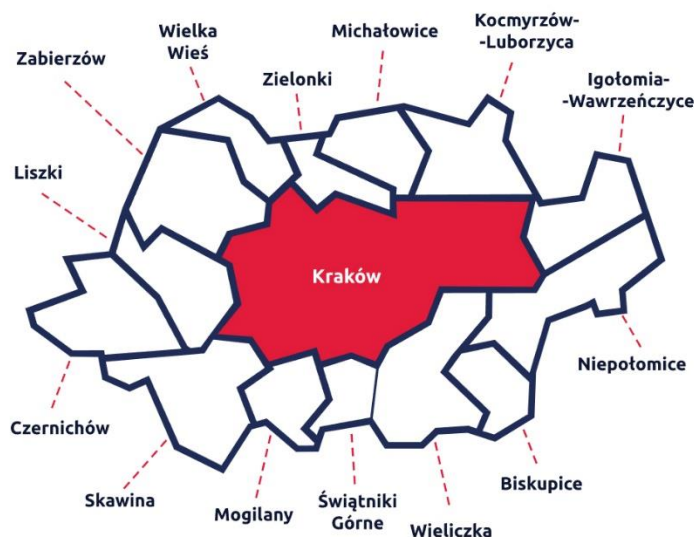 Kocmyrzów-
-Luborzyca
Michałowice
Wielka
Wieś
Zielonki
Zabierzów
Igołomia-
-Wawrzeńczyce
Liszki
Kraków
Niepołomice
Czernichów
Biskupice
Skawina
Mogilany
Świątniki
Górne
Wieliczka